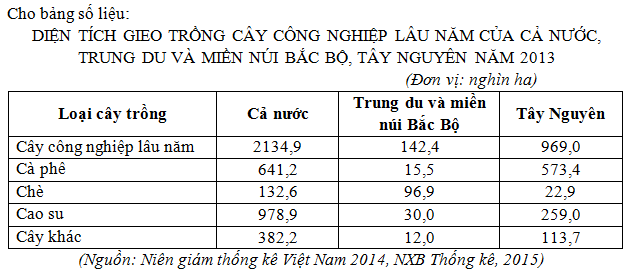 Cho bảng số liệu:
DIỆN TÍCH GIEO TRỒNG CÂY CÔNG NGHIỆP LÂU NĂM CỦA CẢ NƯỚC,
TRUNG DU VÀ MIỀN NÚI BẮC BỘ, TÂY NGUYÊN NĂM 2013
(Đơn vị: nghìn ha)
Loại cây trồng Cả nước Trung du và miền núi Bắc Bộ Tây Nguyên
Cây công nghiệp lâu năm 2134,9 142,4 969,0
Cà phê 641,2 15,5 573,4
Chè 132,6 96,9 22,9
Cao su 978,9 30,0 259,0
Cây khác 382,2 12,0 113,7
(Nguồn: Niên giám thống kê Việt Nam 2014, NXB Thống kê, 2015)